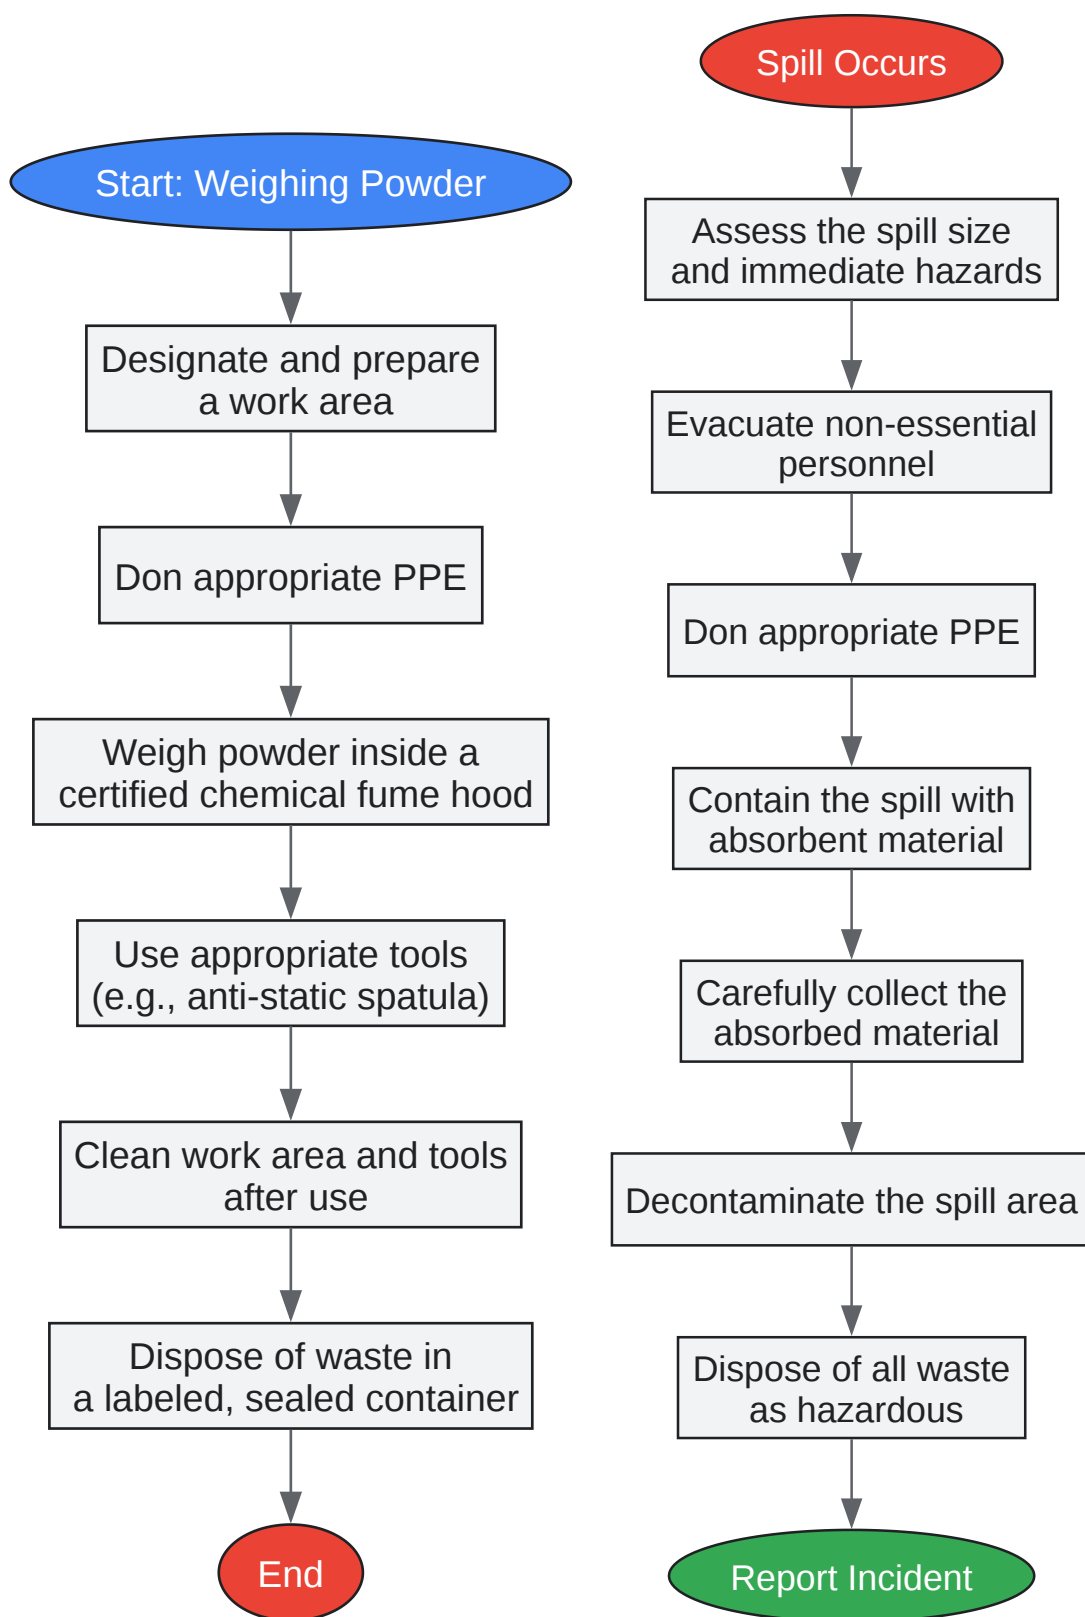 Start: Weighing Powder
Designate and prepare
a work area
Don appropriate PPE
Weigh powder inside a
certified chemical fume hood
Use appropriate tools
(e.g., anti-static spatula)
Clean work area and tools
after use
Dispose of waste in
a labeled, sealed container
End
Spill Occurs
Assess the spill size
and immediate hazards
Evacuate non-essential
personnel
Don appropriate PPE
Contain the spill with
absorbent material
Carefully collect the
absorbed material
Decontaminate the spill area
Dispose of all waste
as hazardous
Report Incident